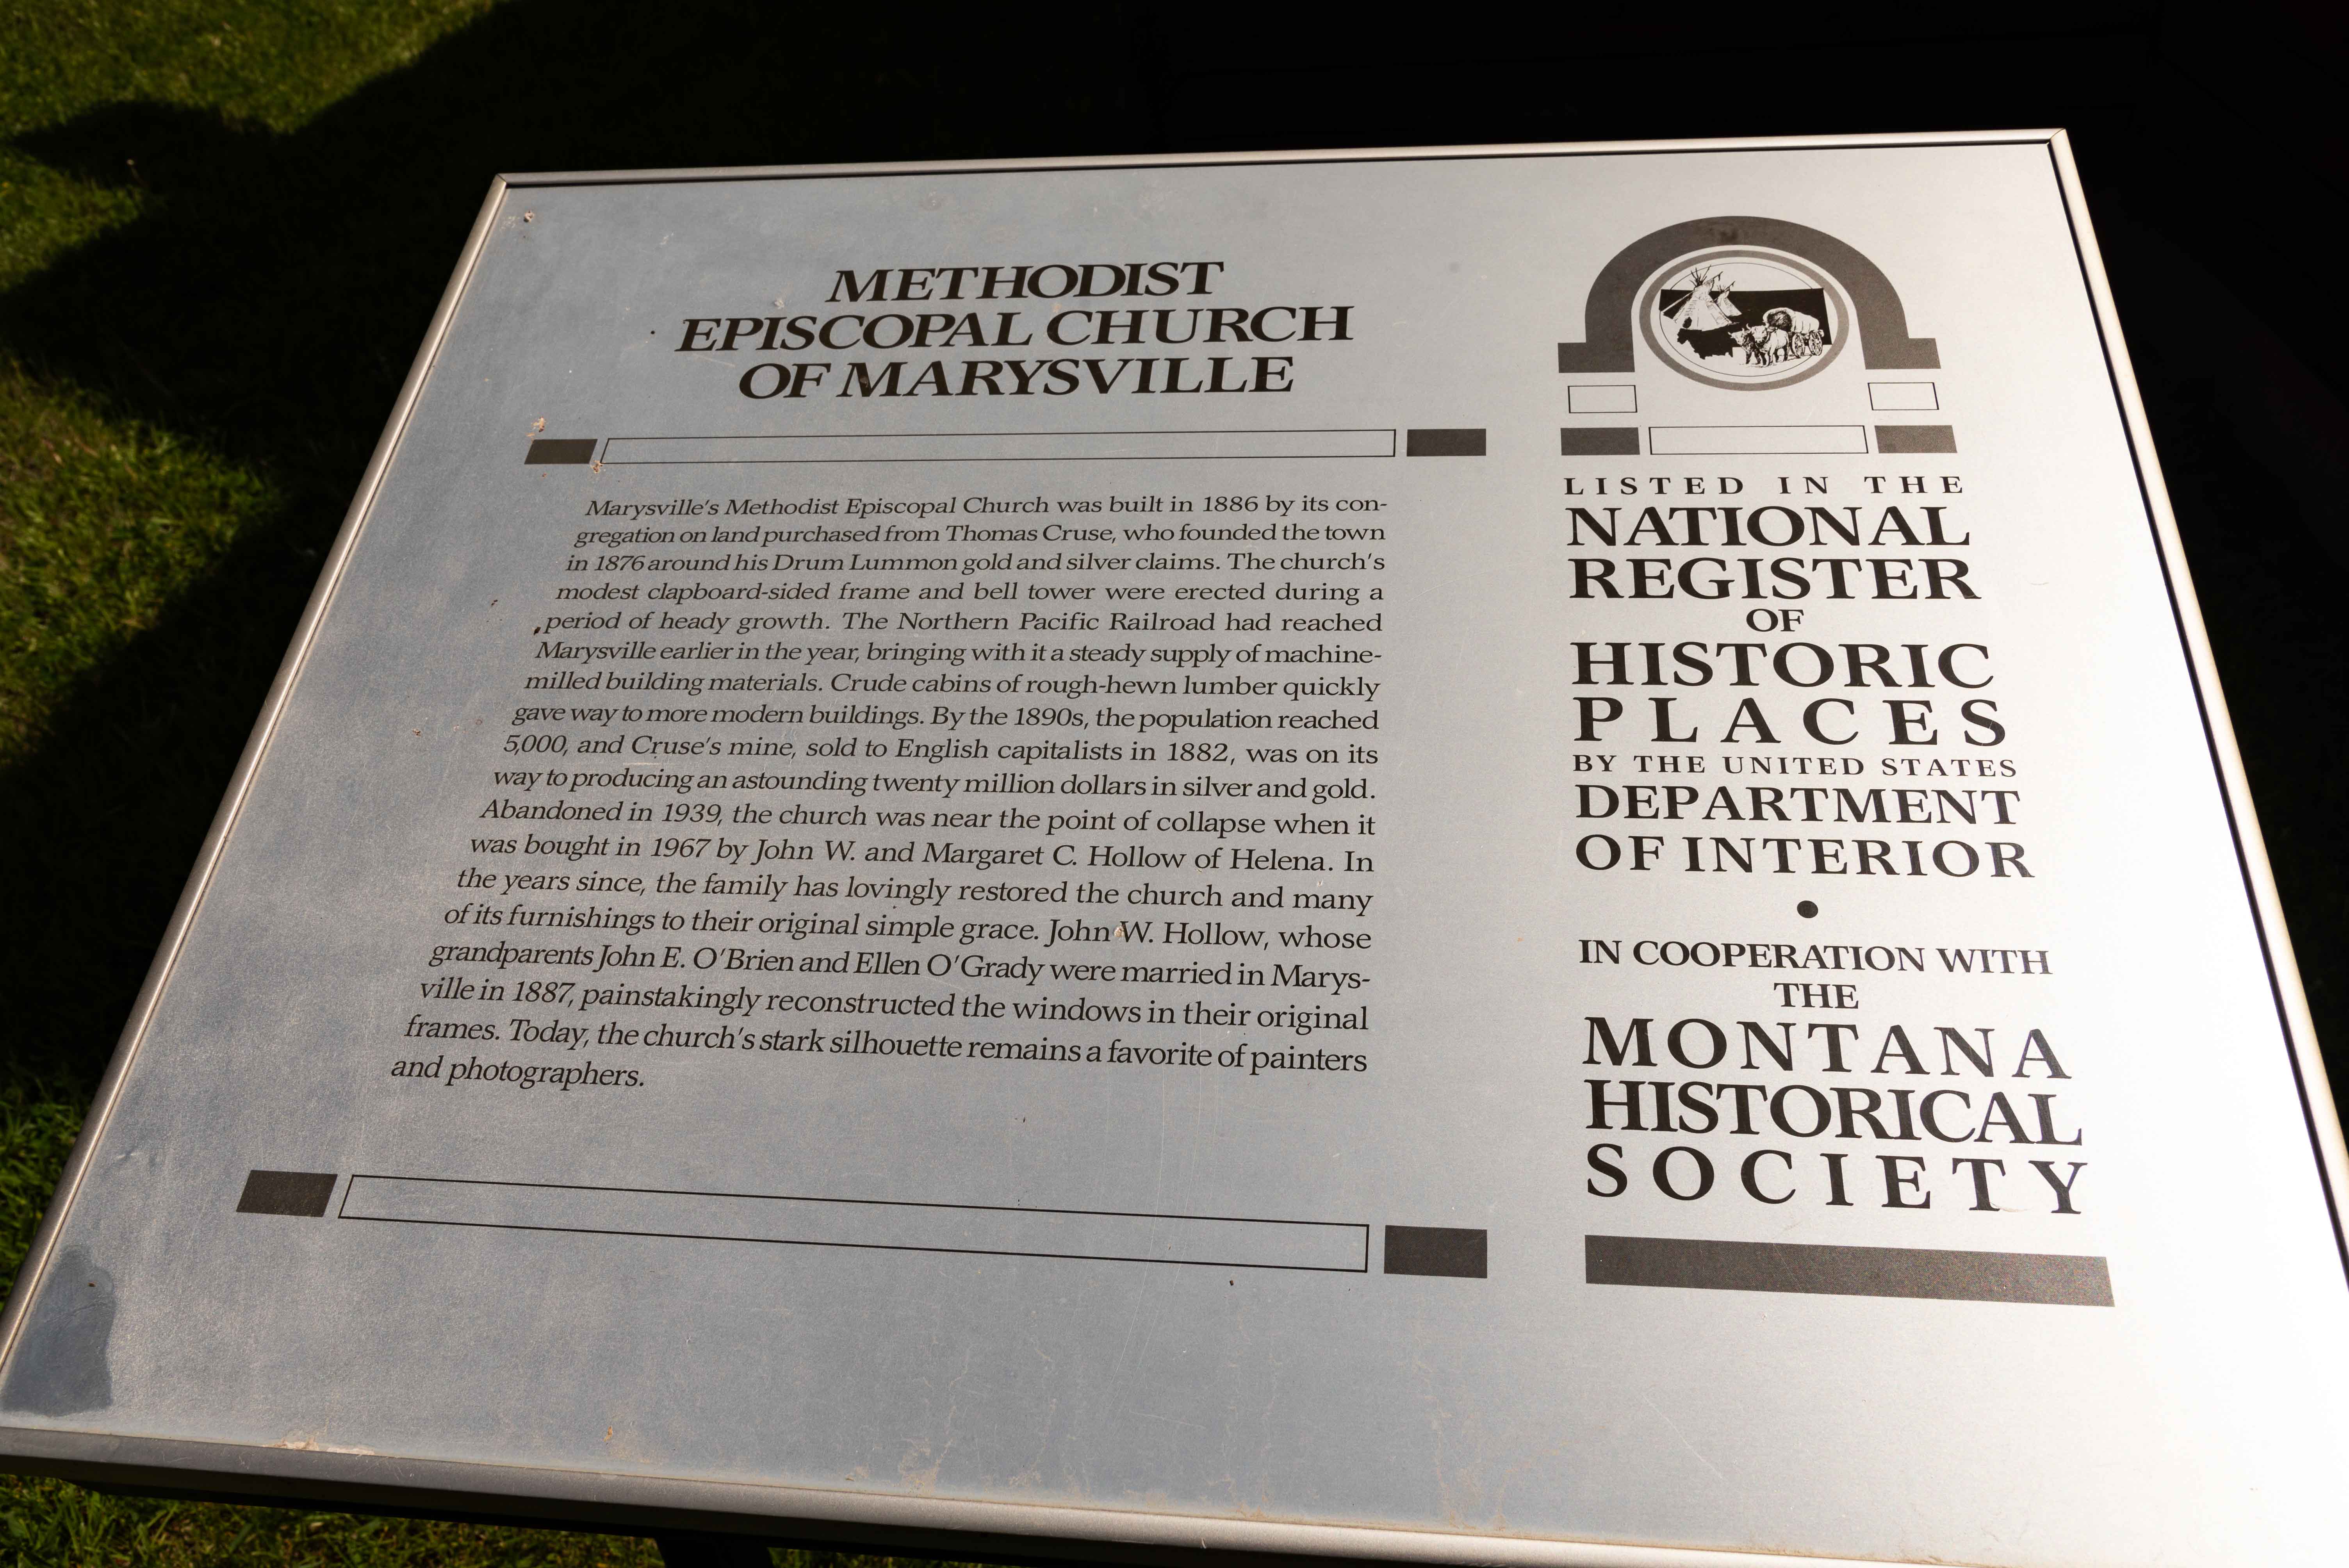 METHODIST
EPISCOPAL CHURCH
OF MARYSVILLE
Marysville's Methodist Episcopal Church was built in 1886 by its con-
gregation on land purchased from Thomas Cruse, who founded the town
in 1876 around his Drum Lummon gold and silver claims. The church's
modest clapboard-sided frame and bell tower were erected during a
period of heady growth. The Northern Pacific Railroad had reached
Marysville earlier in the year, bringing with it a steady supply of machine-
milled building materials. Crude cabins of rough-hewn lumber quickly
gave way to more modern buildings. By the 1890s, the population reached
5,000, and Cruse's mine, sold to English capitalists in 1882, was on its
way to producing an astounding twenty million dollars in silver and gold.
Abandoned in 1939, the church was near the point of collapse when it
was bought in 1967 by John W. and Margaret C. Hollow of Helena. In
the years since, the family has lovingly restored the church and many
of its furnishings to their original simple grace. John W. Hollow, whose
grandparents John E. O'Brien and Ellen O'Grady were married in Marys-
ville in 1887, painstakingly reconstructed the windows in their original
frames. Today, the church's stark silhouette remains a favorite of painters
and photographers.
LISTED IN THE
NATIONAL
REGISTER
OF
HISTORIC
PLACES
BY THE UNITED STATES
DEPARTMENT
OF INTERIOR
•
IN COOPERATION WITH
THE
MONTANA
HISTORICAL
SOCIETY